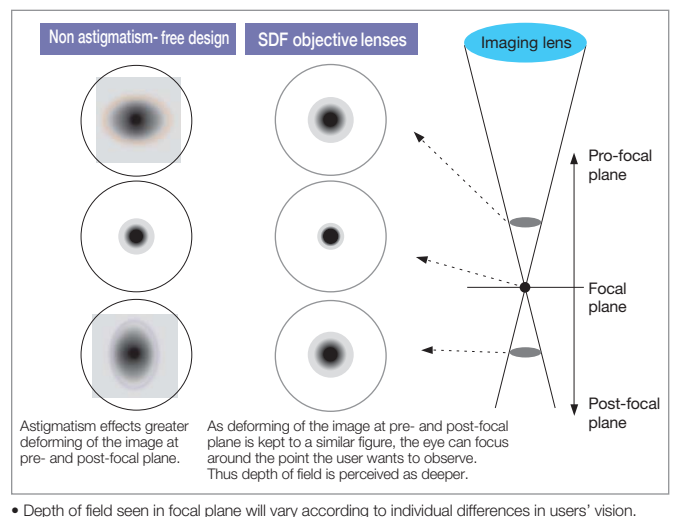 Non astigmatism- free design
SDF objective lenses
Imaging lens
Pro-focal
plane
Focal
plane
Post-focal
plane
Astigmatism effects greater
deforming of the image at
pre- and post-focal plane.
As deforming of the image at pre- and post-focal
plane is kept to a similar figure, the eye can focus
around the point the user wants to observe.
Thus depth of field is perceived as deeper.
• Depth of field seen in focal plane will vary according to individual differences in users' vision.